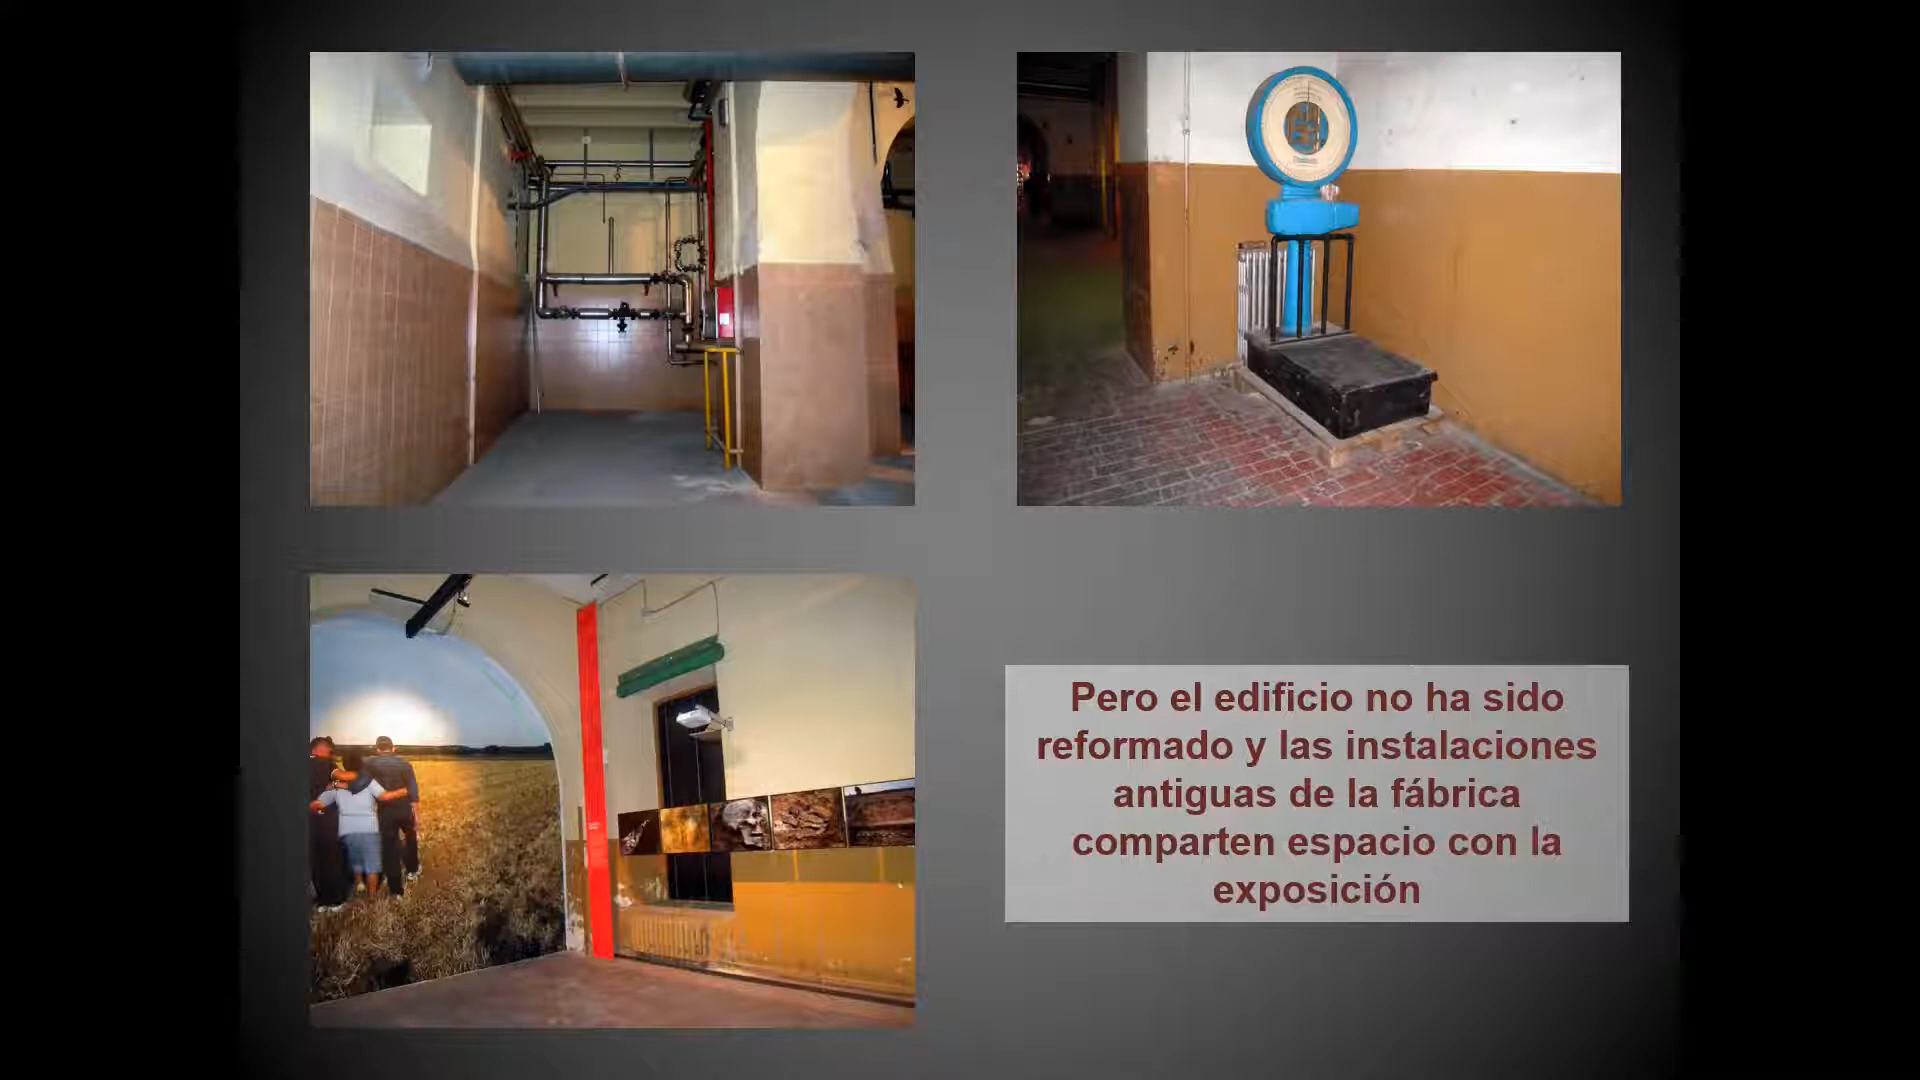 Pero el edificio no ha sido
reformado y las instalaciones
antiguas de la fábrica
comparten espacio con la
exposición